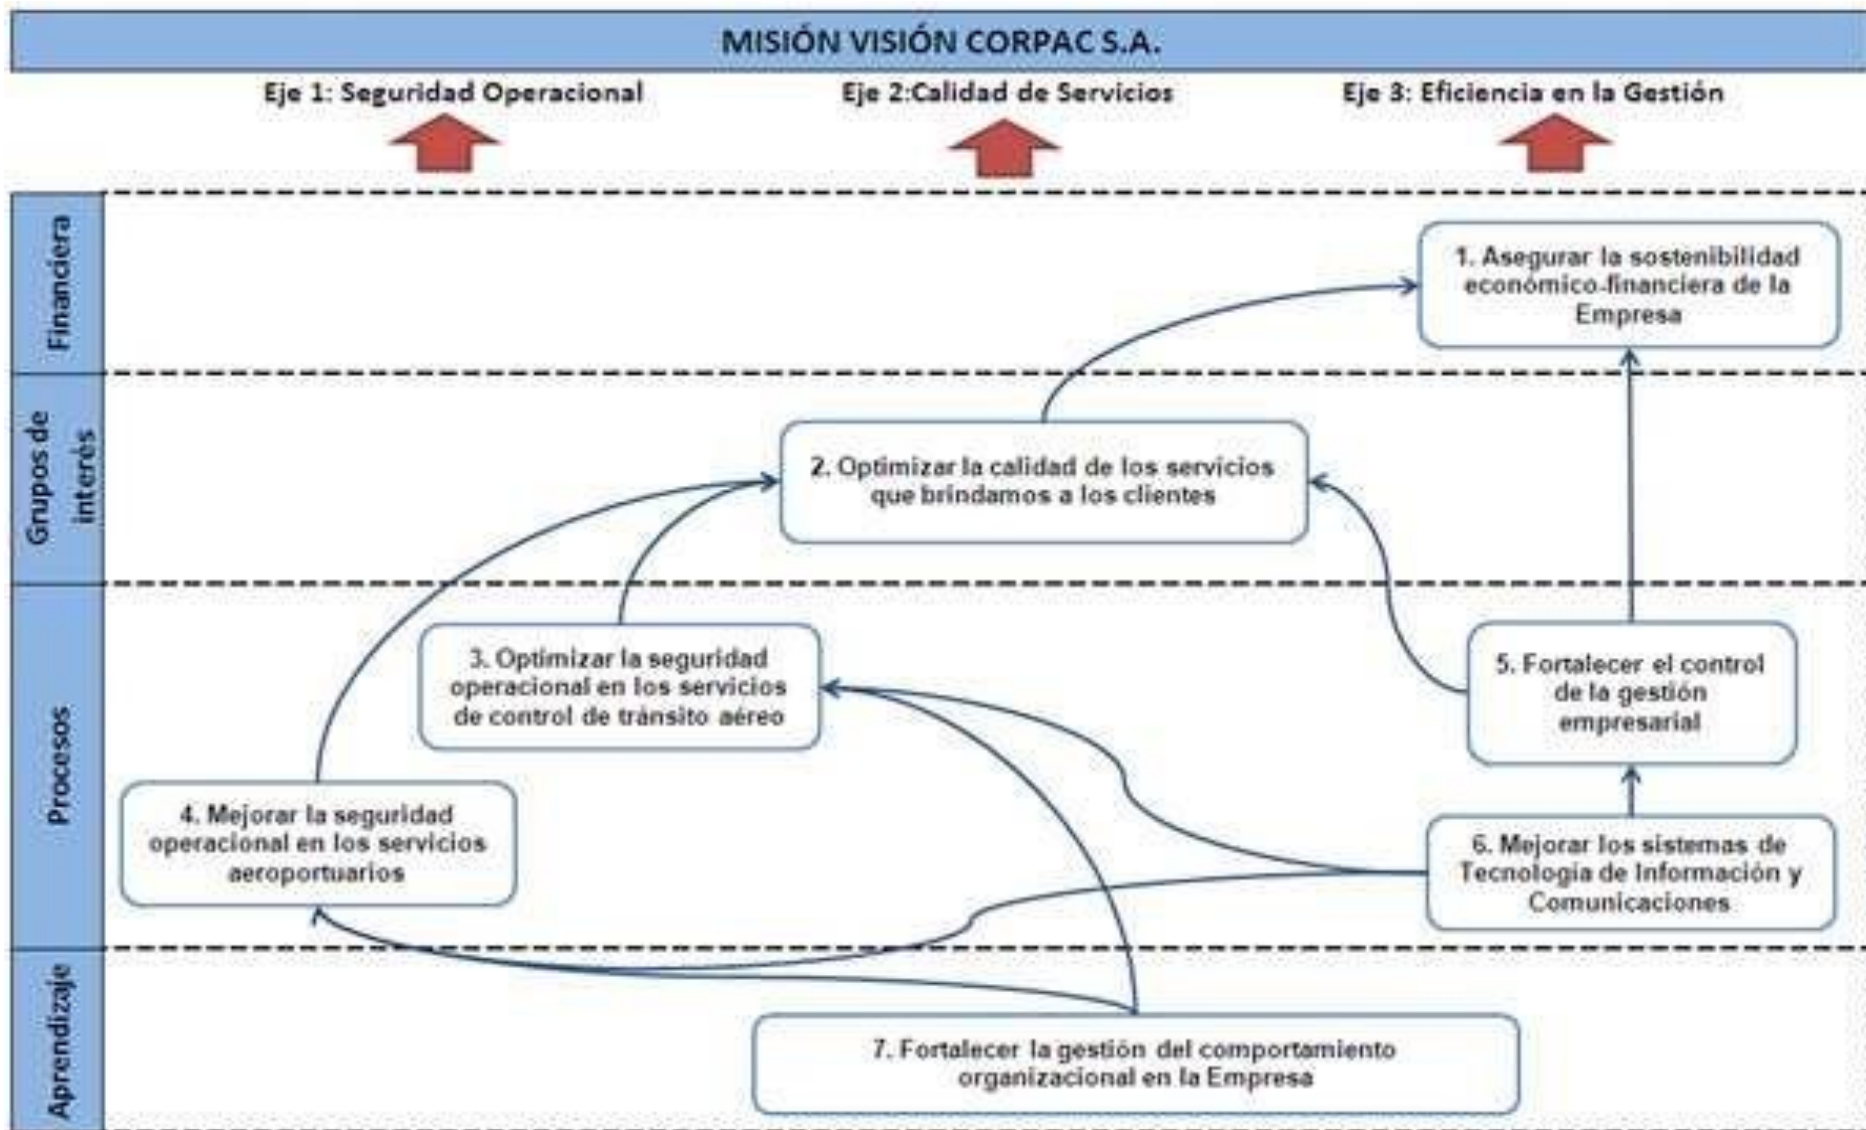 MISIÓN VISIÓN CORPAC S.A.
Eje 1: Seguridad Operacional
Eje 2:Calidad de Servicios
Eje 3: Eficiencia en la Gestión
Financiera
1. Asegurar la sostenibilidad
económico-financiera de la
Empresa
Grupos de
interés
2. Optimizar la calidad de los servicios
que brindamos a los clientes
Procesos
3. Optimizar la seguridad
operacional en los servicios
de control de tránsito aéreo
5. Fortalecer el control
de la gestión
empresarial
4. Mejorar la seguridad
operacional en los servicios
aeroportuarios
6. Mejorar los sistemas de
Tecnología de Información y
Comunicaciones
Aprendizaje
7. Fortalecer la gestión del comportamiento
organizacional en la Empresa